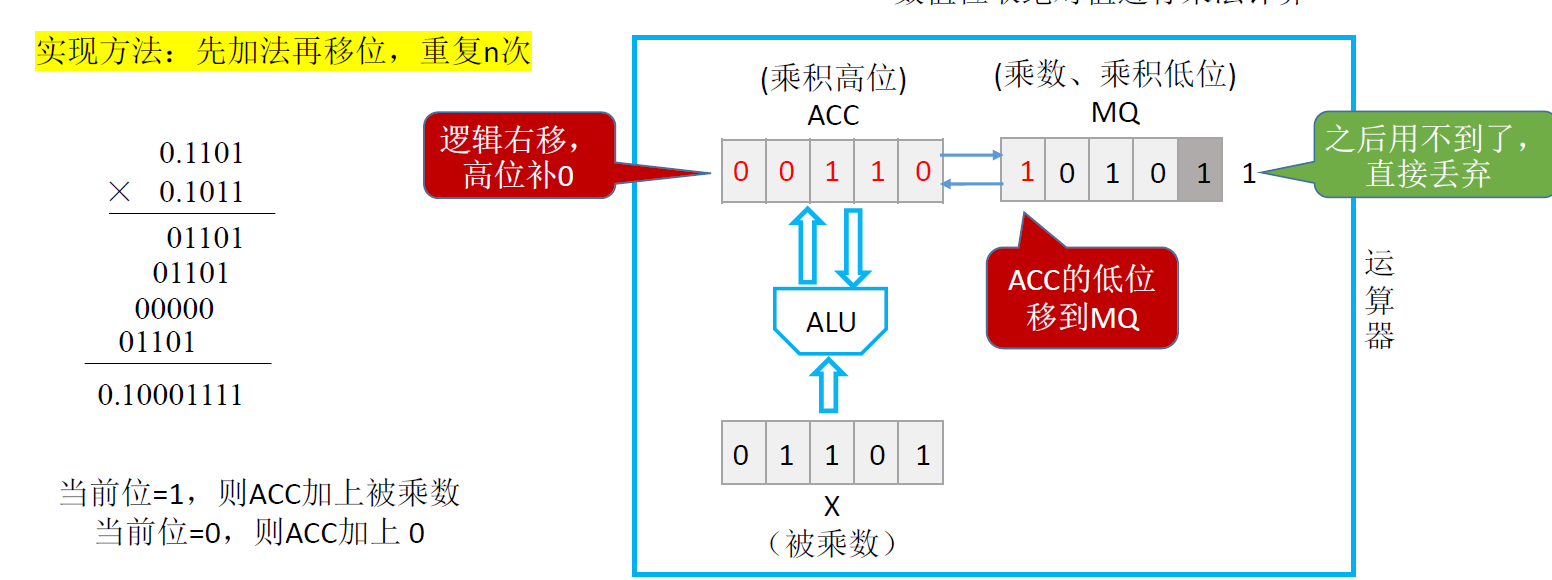 实现方法：先加法再移位，重复n次
0.1101
× 0.1011
01101
01101
00000
01101
0.10001111
当前位=1，则ACC加上被乘数
当前位=0，则ACC加上 0
(乘积高位)
ACC
(乘数、乘积低位)
MQ
逻辑右移，
高位补0
0 0 1 1 0
1 0 1 0 1 1
之后用不到了，
直接丢弃
ACC的低位
移到MQ
ALU
0 1 1 0 1
X
（被乘数）
运
算
器